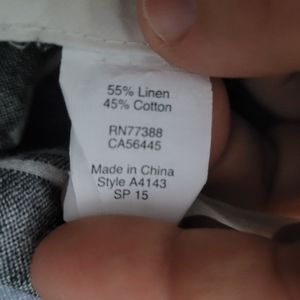 55% Linen
45% Cotton
RN77388
CA56445
Made in China
Style A4143
SP 15